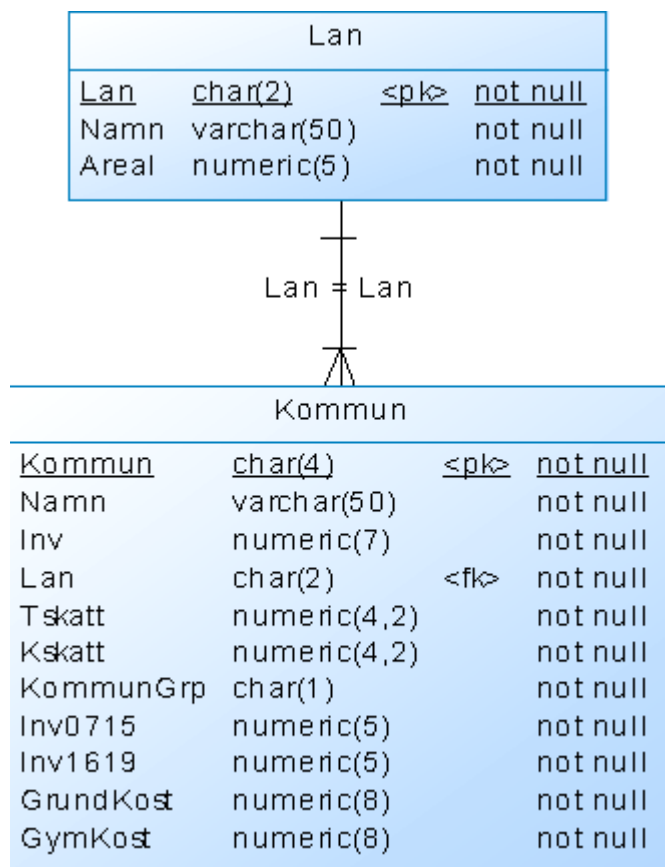 Lan
Lan char(2) <pk> not null
Namn varchar(50) not null
Areal numeric(5) not null
Lan = Lan
Kommun
Kommun char(4) <pk> not null
Namn varchar(50) not null
Inv numeric(7) not null
Lan char(2) <fk> not null
Tskatt numeric(4,2) not null
Kskatt numeric(4,2) not null
KommunGrp char(1) not null
Inv0715 numeric(5) not null
Inv1619 numeric(5) not null
GrundKost numeric(8) not null
GymKost numeric(8) not null